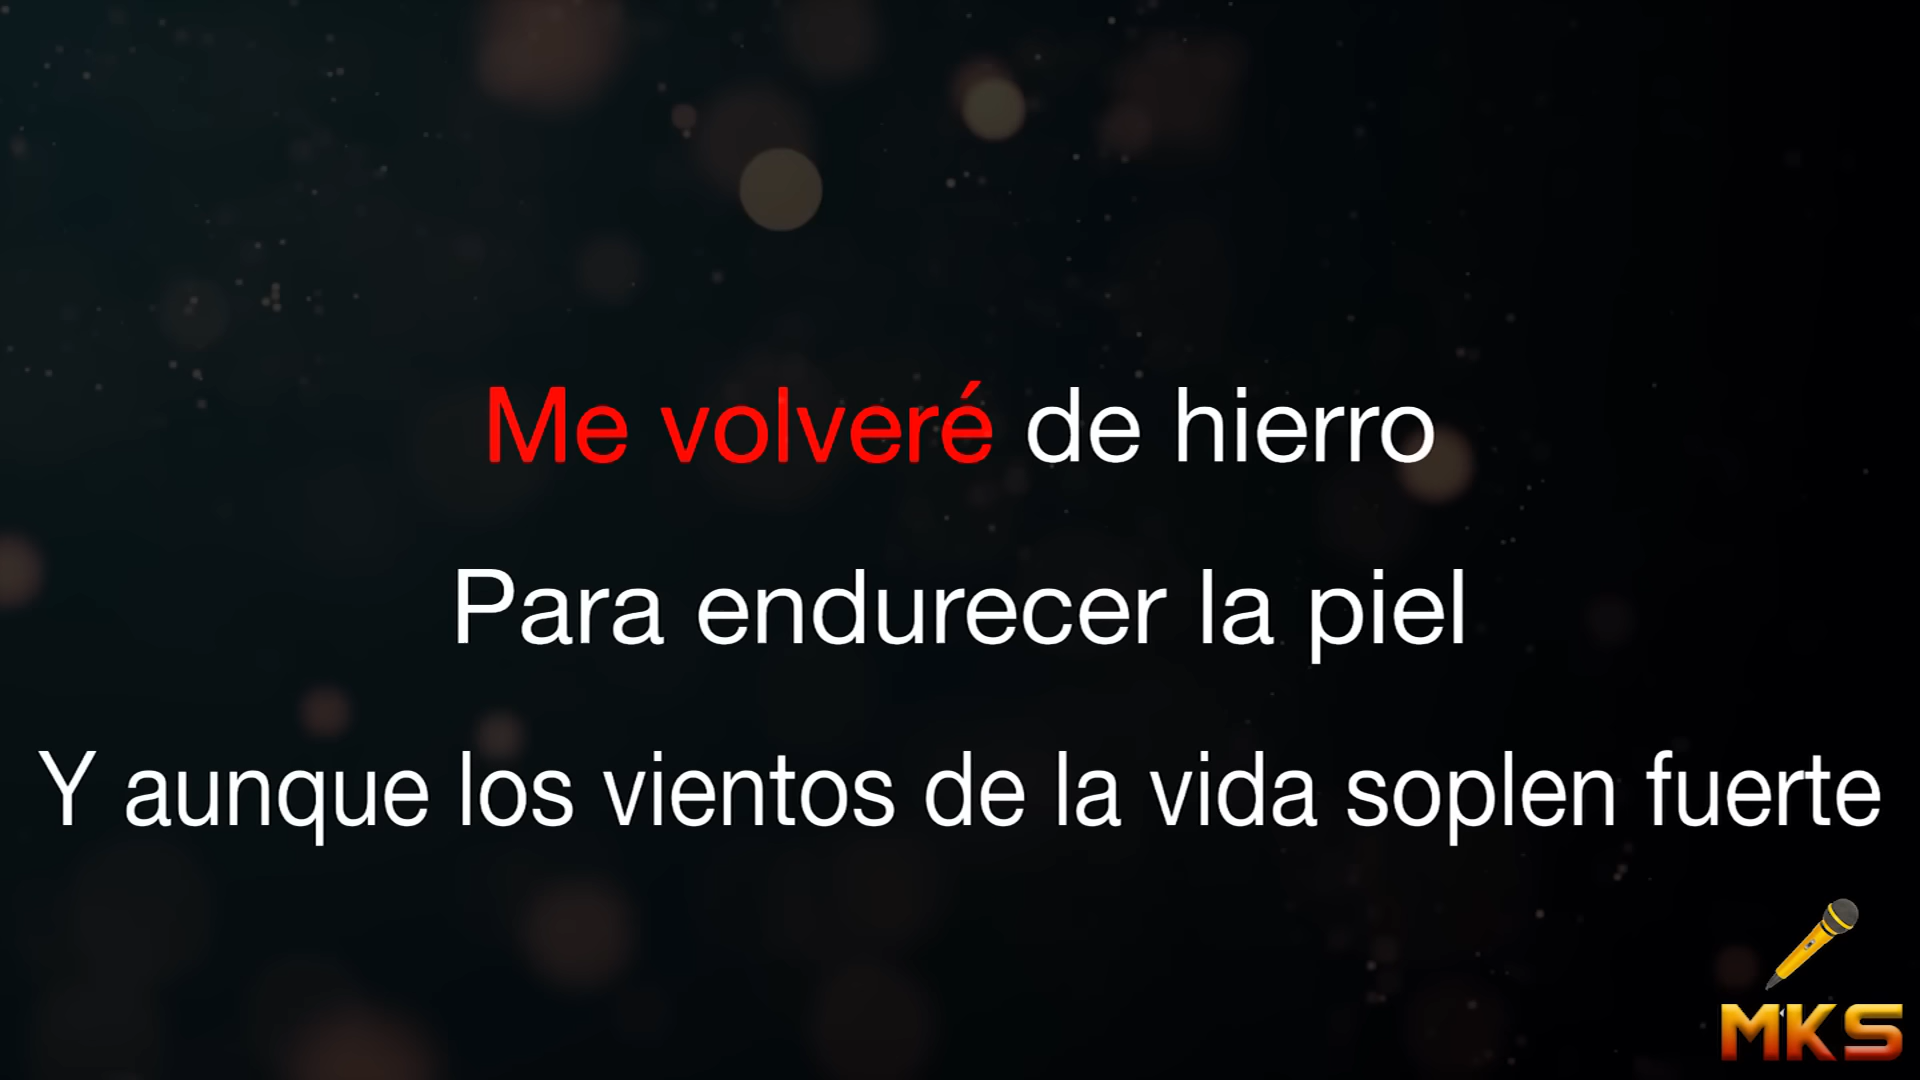 Me volveré de hierro
Para endurecer la piel
Y aunque los vientos de la vida soplen fuerte
MKS